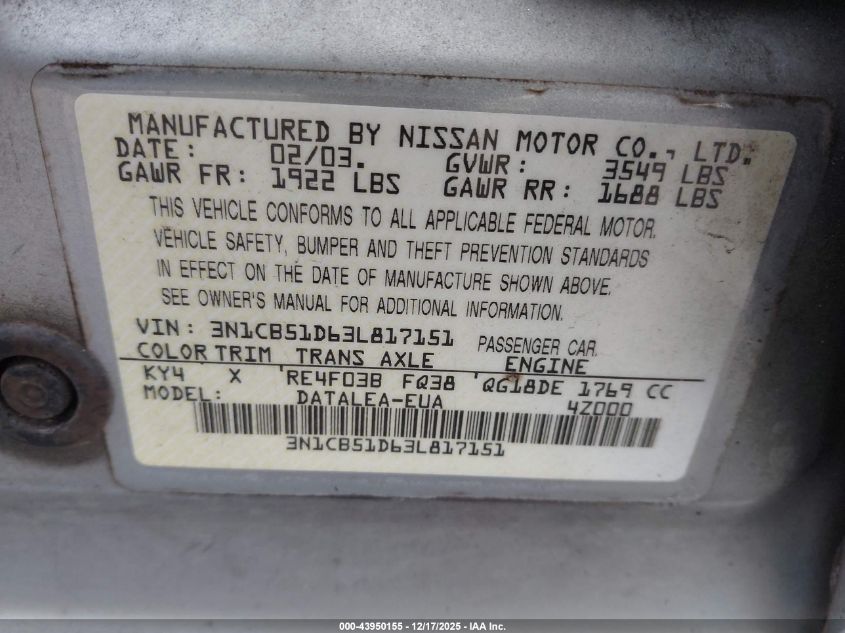 MANUFACTURED BY NISSAN MOTOR CO., LTD.
DATE: 02/03. GVWR: 3549 LBS
GAWR FR: 1922 LBS GAWR RR: 1688 LBS
THIS VEHICLE CONFORMS TO ALL APPLICABLE FEDERAL MOTOR
VEHICLE SAFETY, BUMPER AND THEFT PREVENTION STANDARDS
IN EFFECT ON THE DATE OF MANUFACTURE SHOWN ABOVE.
SEE OWNER'S MANUAL FOR ADDITIONAL INFORMATION.
VIN: 3N1CB51D63L817151 PASSENGER CAR
COLOR TRIM TRANS AXLE ENGINE
KY4 X RE4F03B FQ38 QG18DE 1769 CC
MODEL: DATALEA-EUA 4Z000
3N1CB51D63L817151
000-43950155 - 12/17/2025 - IAA Inc.